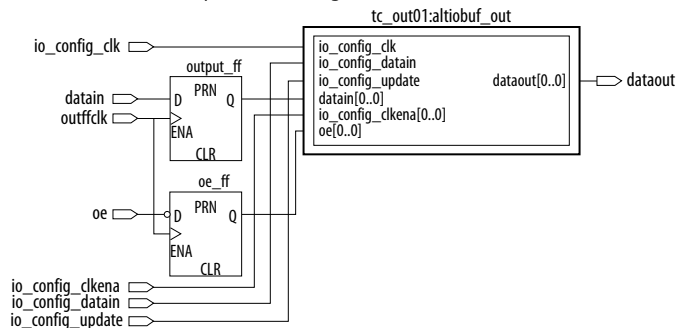 tc_out01:altiobuf_out
io_config_clk
io_config_clk
io_config_datain
io_config_update
datain[0..0]
io_config_clkena[0..0]
oe[0..0]
dataout[0..0]
dataout
output_ff
datain
outffclk
D
PRN
Q
ENA
CLR
oe_ff
oe
D
PRN
Q
ENA
CLR
io_config_clkena
io_config_datain
io_config_update